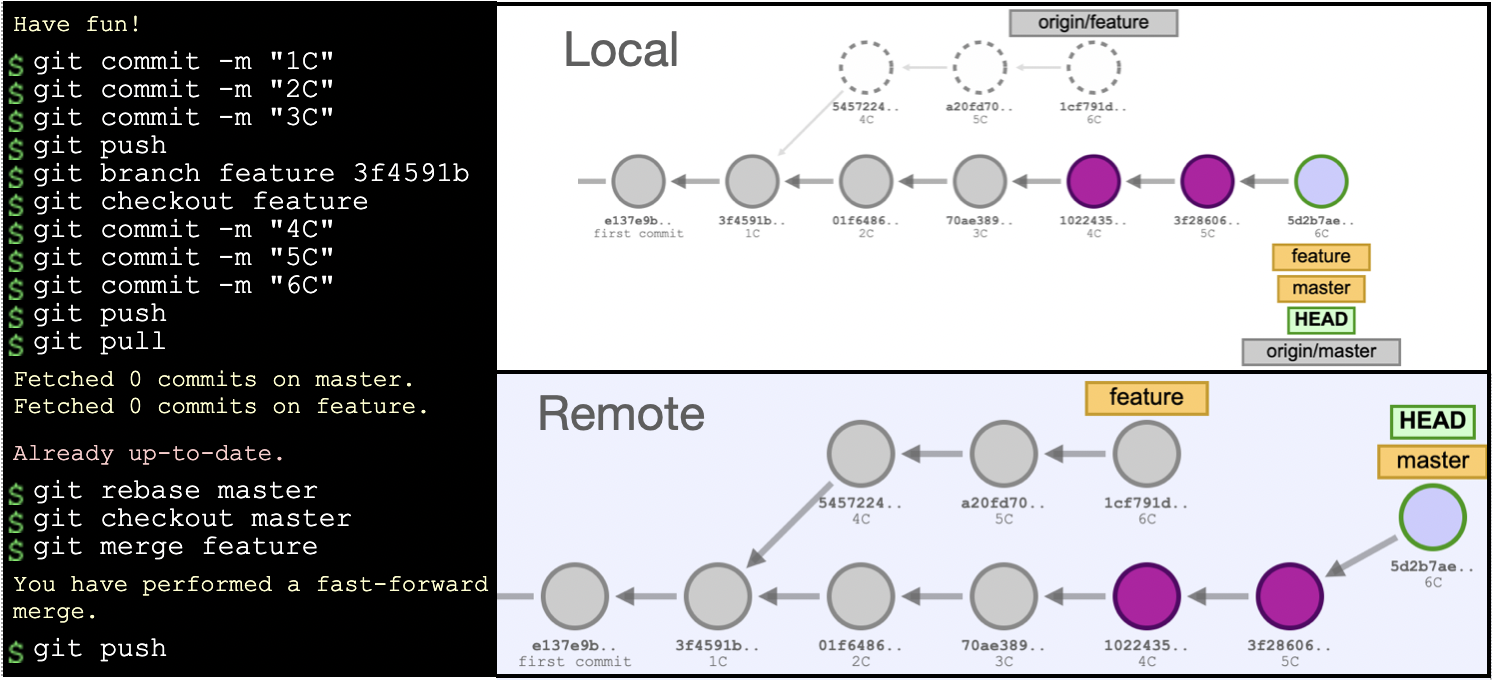 Have fun!
$ git commit -m "1C"
$ git commit -m "2C"
$ git commit -m "3C"
$ git push
$ git branch feature 3f4591b
$ git checkout feature
$ git commit -m "4C"
$ git commit -m "5C"
$ git commit -m "6C"
$ git push
$ git pull
Fetched 0 commits on master.
Fetched 0 commits on feature.
Already up-to-date.
$ git rebase master
$ git checkout master
$ git merge feature
You have performed a fast-forward
merge.
$ git push
Local
origin/feature
5457224.. a20fd70.. 1cf791d..
4C 5C 6C
e137e9b.. 3f4591b.. 01f6486.. 70ae389.. 1022435.. 3f28606.. 5d2b7ae..
first commit 1C 2C 3C 4C 5C 6C
feature
master
HEAD
origin/master
Remote
feature
HEAD
master
5457224.. a20fd70.. 1cf791d..
4C 5C 6C
5d2b7ae..
6C
e137e9b.. 3f4591b.. 01f6486.. 70ae389.. 1022435.. 3f28606..
first commit 1C 2C 3C 4C 5C